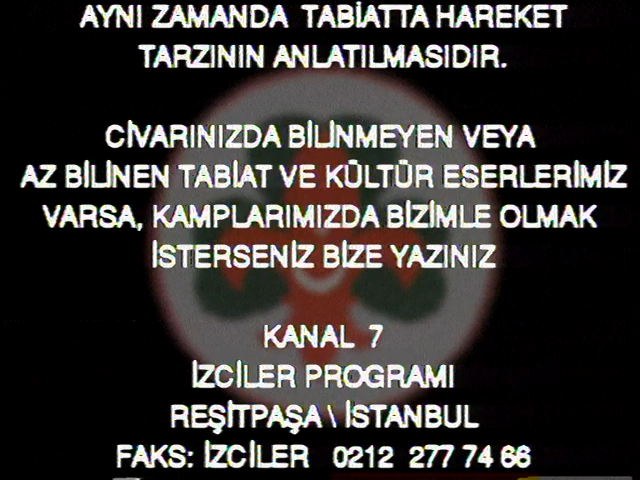 AYNI ZAMANDA TABİATTA HAREKET
TARZININ ANLATILMASIDIR.
CİVARINIZDA BİLİNMEYEN VEYA
AZ BİLİNEN TABİAT VE KÜLTÜR ESERLERİMİZ
VARSA, KAMPLARIMIZDA BİZİMLE OLMAK
İSTERSENİZ BİZE YAZINIZ
KANAL 7
İZCİLER PROGRAMI
REŞİTPAŞA \ İSTANBUL
FAKS: İZCİLER 0212 277 74 66